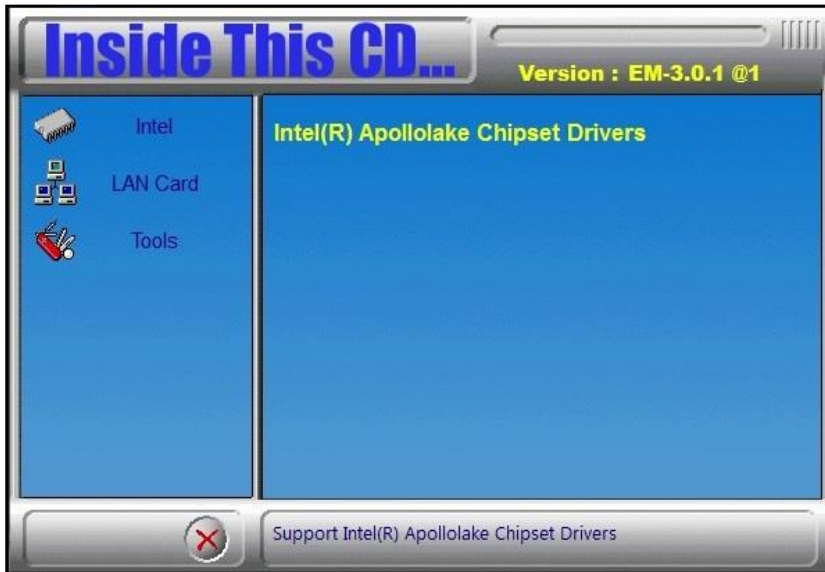 Inside This CD...
Version : EM-3.0.1 @1
Intel
LAN Card
Tools
Intel(R) Apollolake Chipset Drivers
Support Intel(R) Apollolake Chipset Drivers